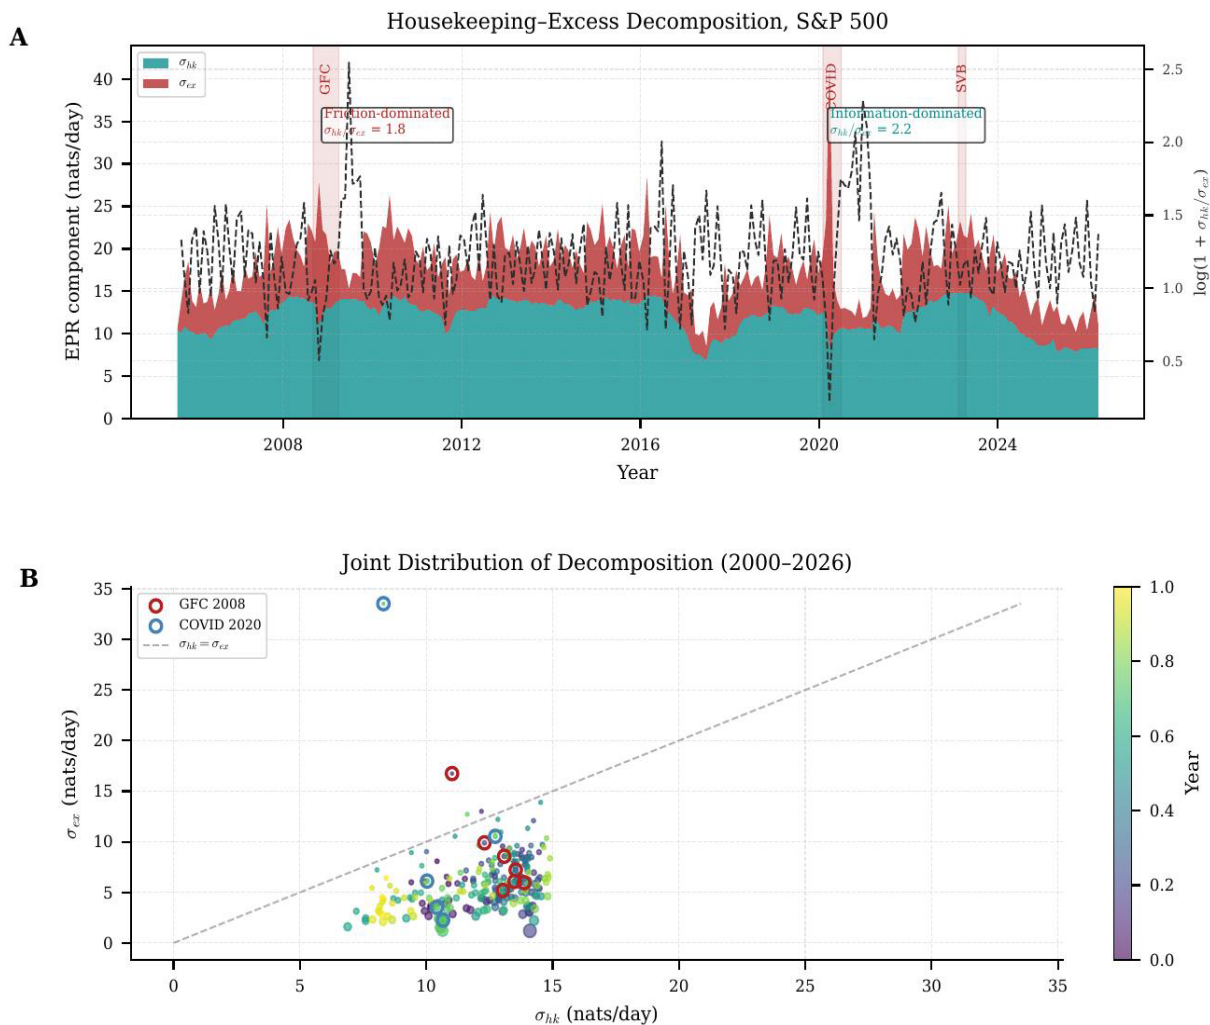 A
Housekeeping–Excess Decomposition, S&P 500
σhk
σex
GFC
COVID
SVB
Friction-dominated
σhk/σex = 1.8
Information-dominated
σhk/σex = 2.2
EPR component (nats/day)
40
35
30
25
20
15
10
5
0
2.5
2.0
1.5
1.0
0.5
log(1 + σhk/σex)
2008 2012 2016 2020 2024
Year
B
Joint Distribution of Decomposition (2000–2026)
GFC 2008
COVID 2020
σhk = σex
σex (nats/day)
35
30
25
20
15
10
5
0
0 5 10 15 20 25 30 35
σhk (nats/day)
1.0
0.8
0.6
0.4
0.2
0.0
Year